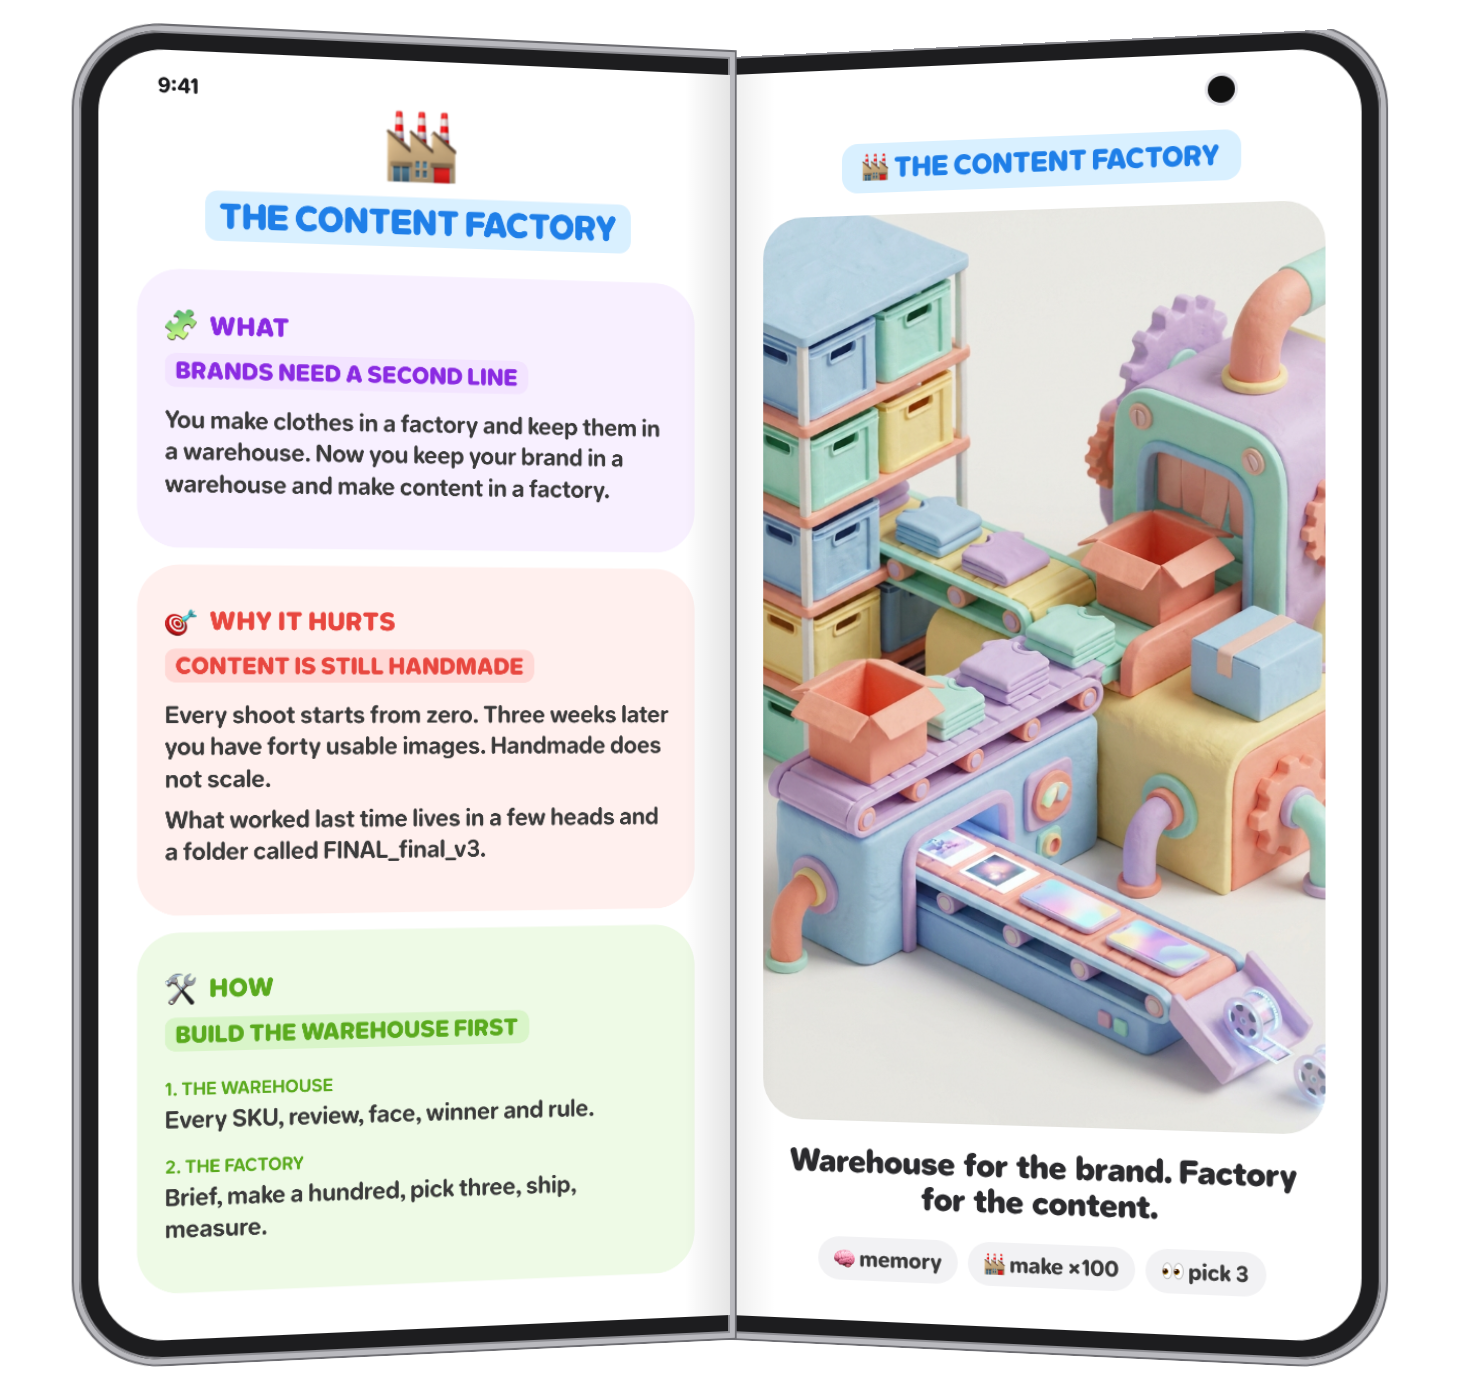 9:41
THE CONTENT FACTORY
WHAT
BRANDS NEED A SECOND LINE
You make clothes in a factory and keep them in
a warehouse. Now you keep your brand in a
warehouse and make content in a factory.
WHY IT HURTS
CONTENT IS STILL HANDMADE
Every shoot starts from zero. Three weeks later
you have forty usable images. Handmade does
not scale.
What worked last time lives in a few heads and
a folder called FINAL_final_v3.
HOW
BUILD THE WAREHOUSE FIRST
1. THE WAREHOUSE
Every SKU, review, face, winner and rule.
2. THE FACTORY
Brief, make a hundred, pick three, ship,
measure.
THE CONTENT FACTORY
Warehouse for the brand. Factory
for the content.
memory
make ×100
pick 3